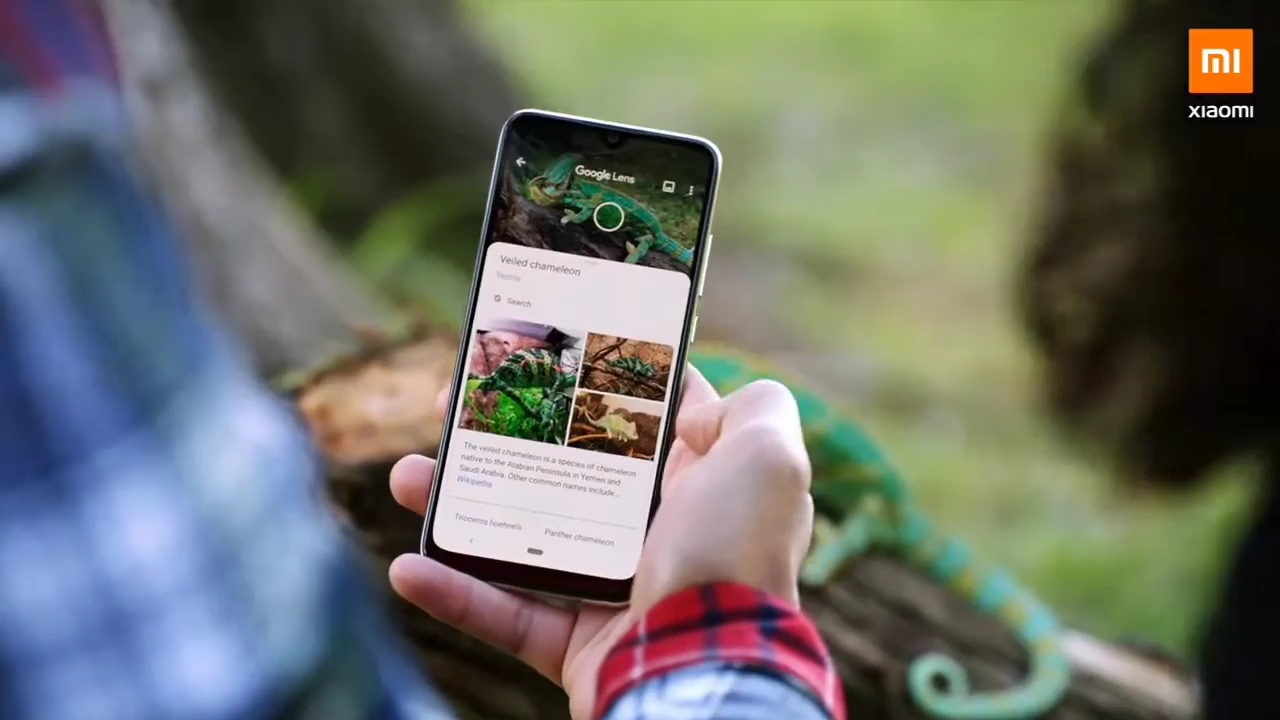 mi
xiaomi
Google Lens
Veiled chameleon
Reptile
Search
The veiled chameleon is a species of chameleon
native to the Arabian Peninsula in Yemen and
Saudi Arabia. Other common names include...
Wikipedia
Trioceros hoehnelii
Panther chameleon